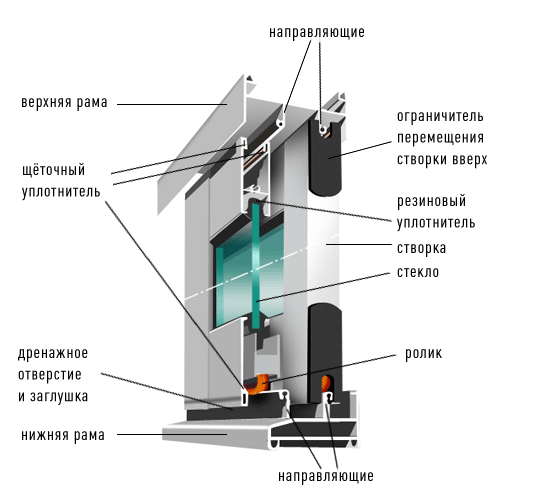 направляющие
верхняя рама
ограничитель
перемещения
створки вверх
щёточный
уплотнитель
резиновый
уплотнитель
створка
стекло
дренажное
отверстие
и заглушка
ролик
нижняя рама
направляющие